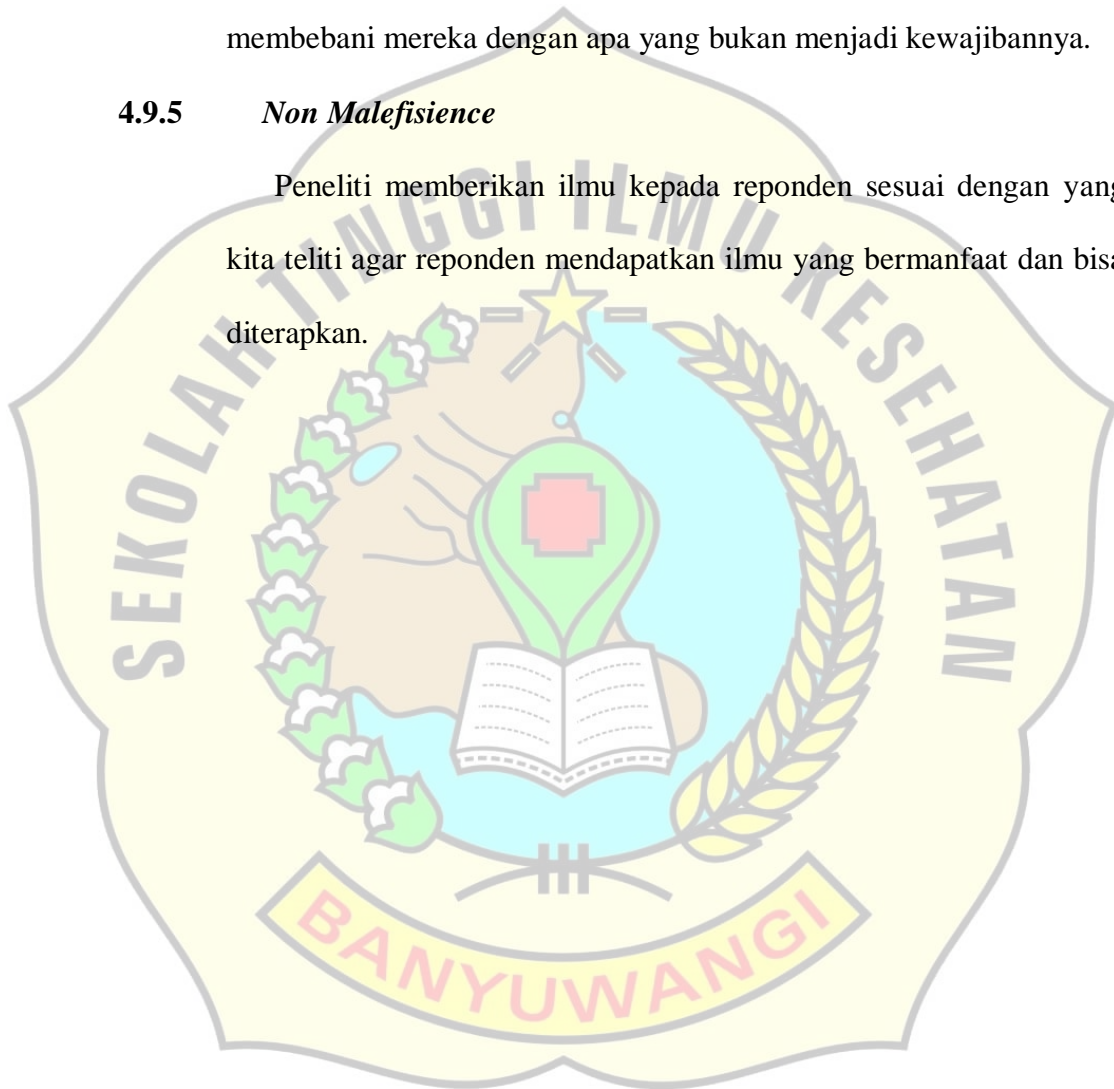 membebani mereka dengan apa yang bukan menjadi kewajibannya.
4.9.5 Non Malefisience
Peneliti memberikan ilmu kepada reponden sesuai dengan yang
kita teliti agar reponden mendapatkan ilmu yang bermanfaat dan bisa
diterapkan.
SEKOLAH TINGGI ILMU KESEHATAN
BANYUWANGI